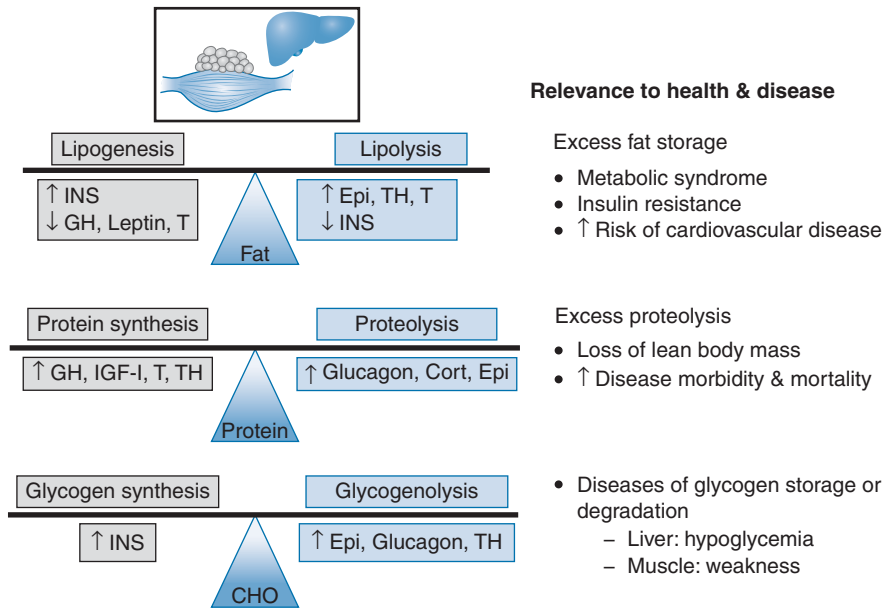 Relevance to health & disease
Lipogenesis
Lipolysis
↑ INS
↓ GH, Leptin, T
↑ Epi, TH, T
↓ INS
Fat
Excess fat storage
• Metabolic syndrome
• Insulin resistance
• ↑ Risk of cardiovascular disease
Protein synthesis
Proteolysis
↑ GH, IGF-I, T, TH
↑ Glucagon, Cort, Epi
Protein
Excess proteolysis
• Loss of lean body mass
• ↑ Disease morbidity & mortality
Glycogen synthesis
Glycogenolysis
↑ INS
↑ Epi, Glucagon, TH
CHO
• Diseases of glycogen storage or
degradation
– Liver: hypoglycemia
– Muscle: weakness